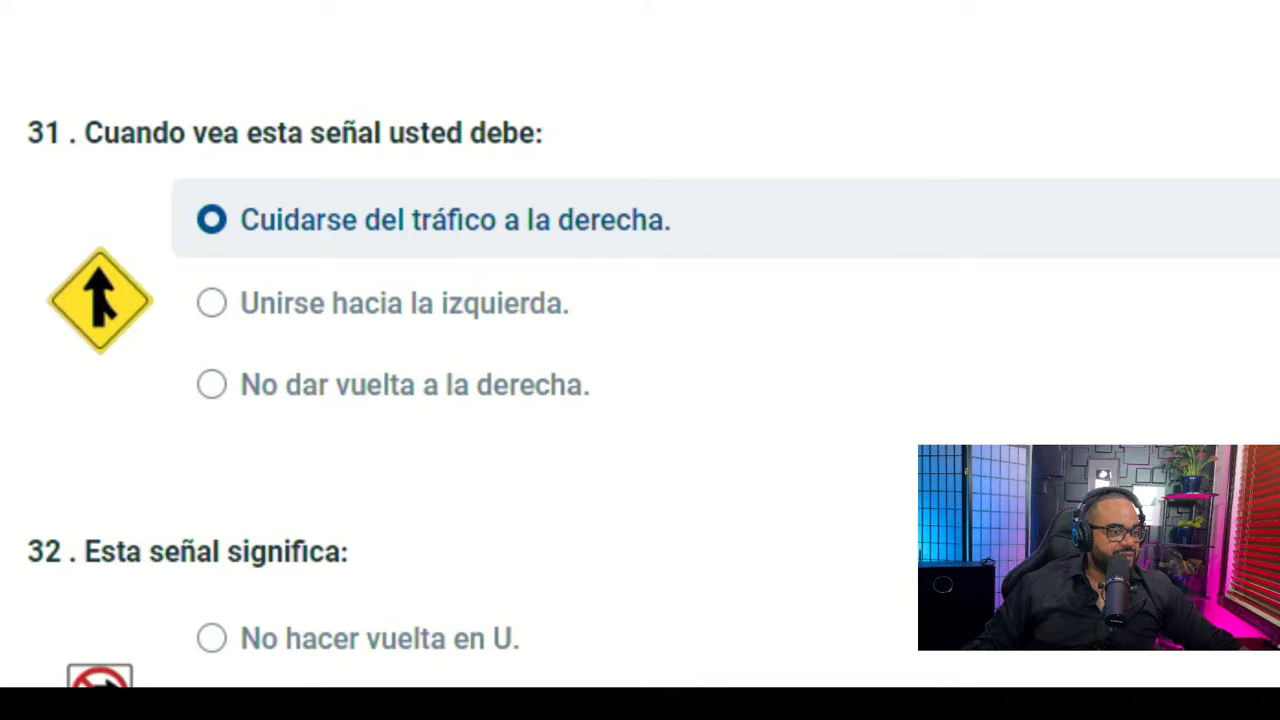 31 . Cuando vea esta señal usted debe:
Cuidarse del tráfico a la derecha.
Unirse hacia la izquierda.
No dar vuelta a la derecha.
32 . Esta señal significa:
No hacer vuelta en U.